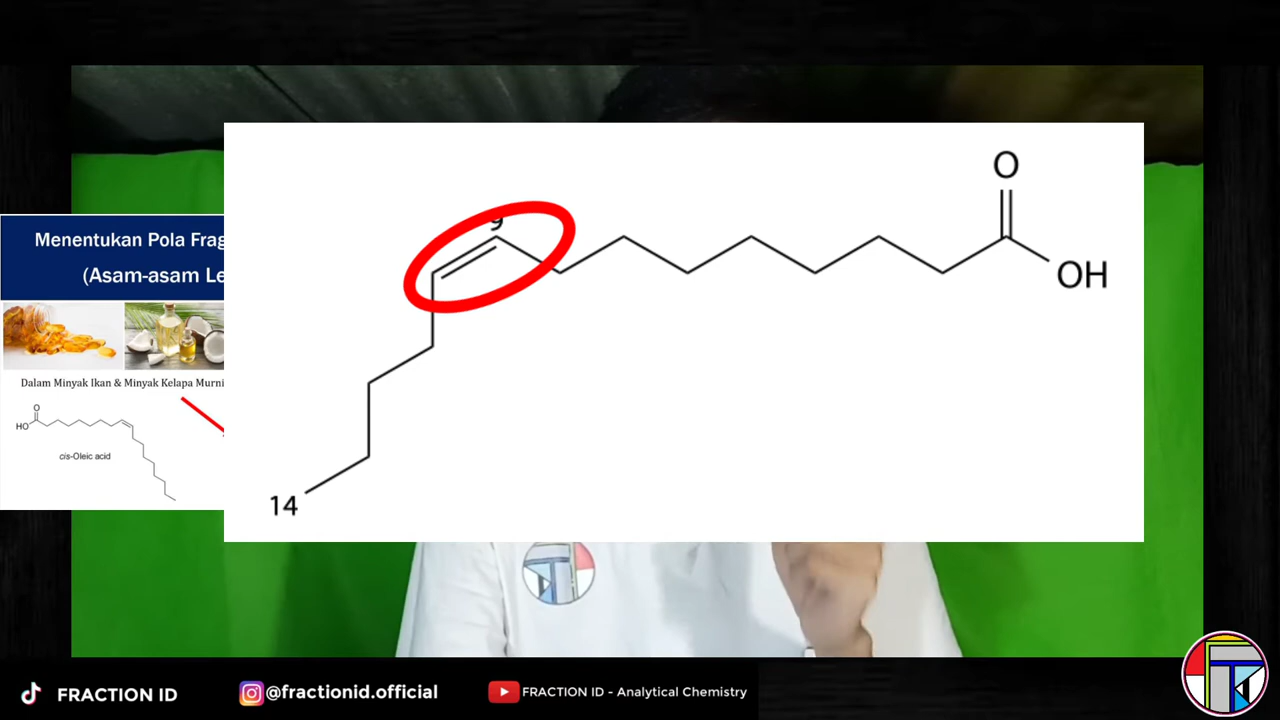 O
9
OH
14
Menentukan Pola Frag
(Asam-asam Le
Dalam Minyak Ikan & Minyak Kelapa Murni
O
HO
cis-Oleic acid
FRACTION ID
@fractionid.official
FRACTION ID - Analytical Chemistry